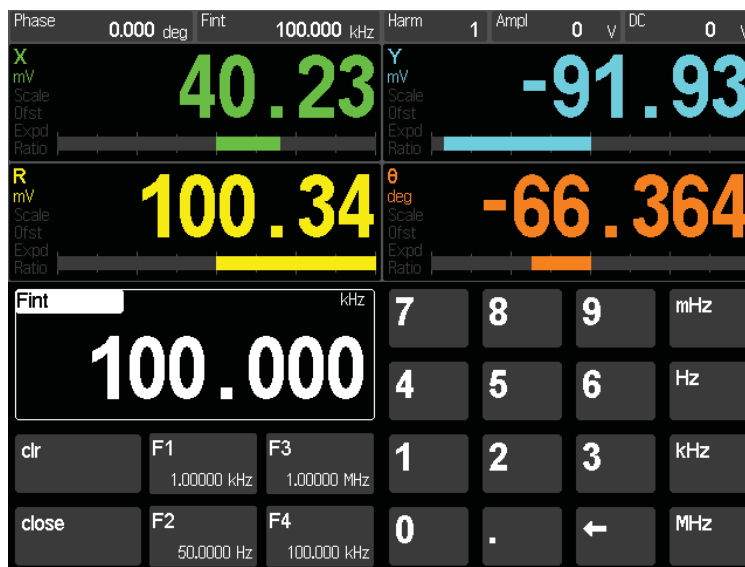 Phase 0.000 deg Fint 100.000 kHz Harm 1 Ampl 0 V DC 0 V
X
mV
Scale
Ofst
Expd
Ratio
40.23
Y
mV
Scale
Ofst
Expd
Ratio
-91.93
R
mV
Scale
Ofst
Expd
Ratio
100.34
θ
deg
Scale
Ofst
Expd
Ratio
-66.364
Fint kHz
100.000
7 8 9 mHz
4 5 6 Hz
clr
F1
1.00000 kHz
F3
1.00000 MHz
1 2 3 kHz
close
F2
50.0000 Hz
F4
100.000 kHz
0 . ← MHz